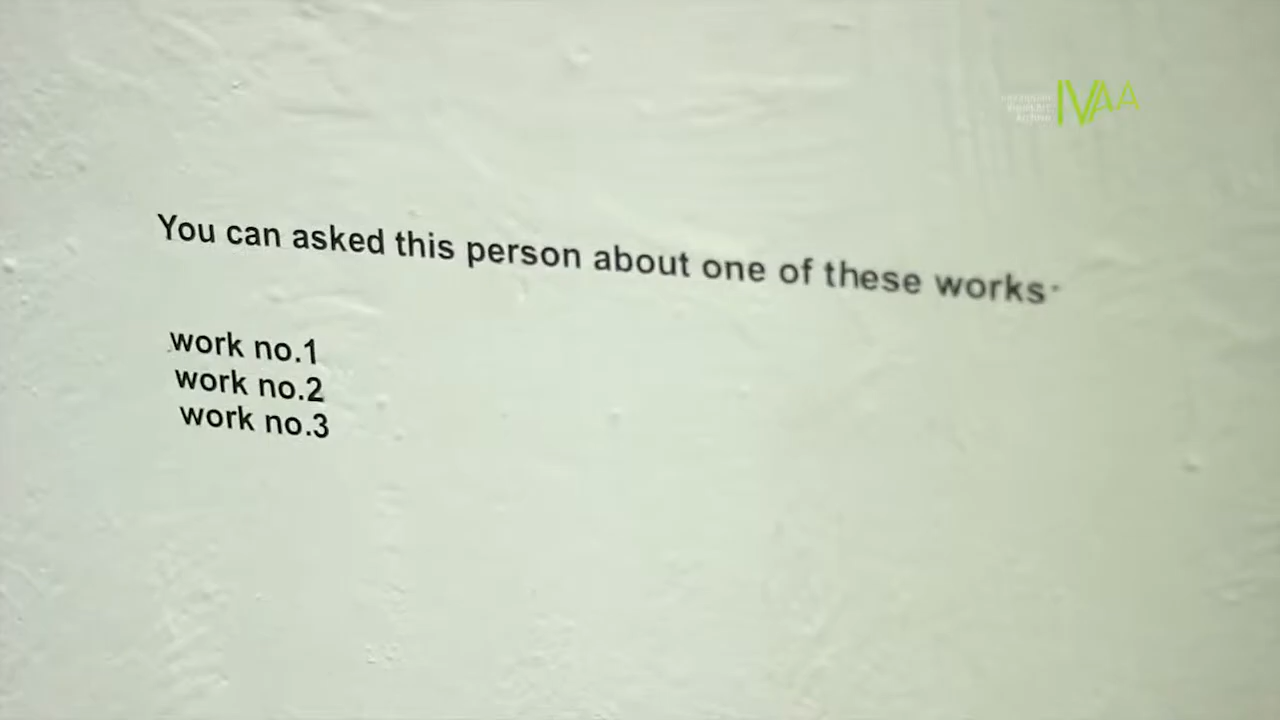 IVAA
You can asked this person about one of these works
work no.1
work no.2
work no.3